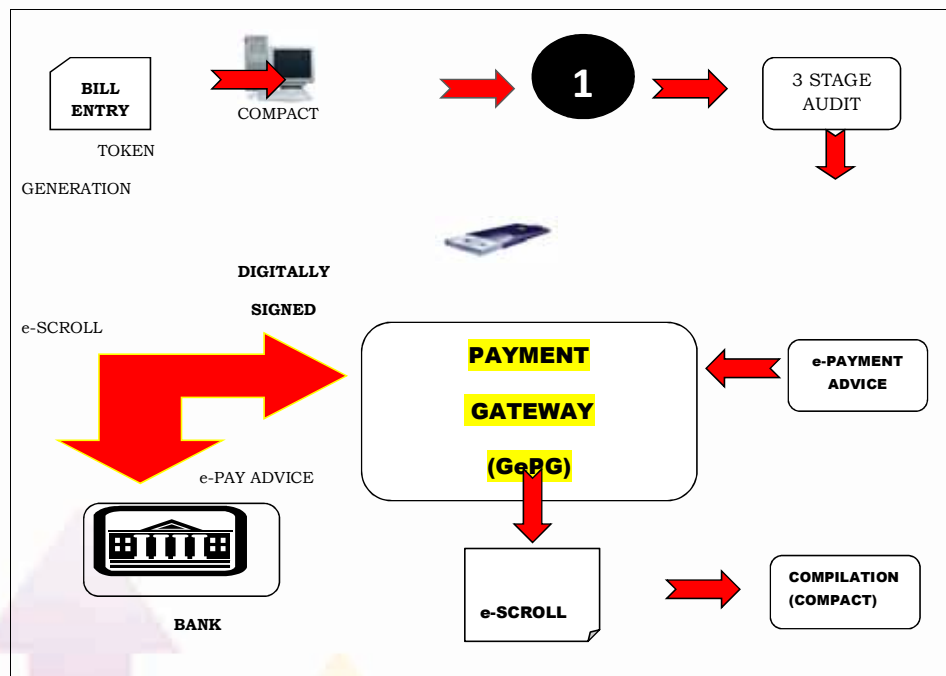 BILL
ENTRY
COMPACT
1
3 STAGE
AUDIT
TOKEN
GENERATION
DIGITALLY
SIGNED
e-SCROLL
PAYMENT
GATEWAY
(GePG)
e-PAYMENT
ADVICE
e-PAY ADVICE
BANK
e-SCROLL
COMPILATION
(COMPACT)